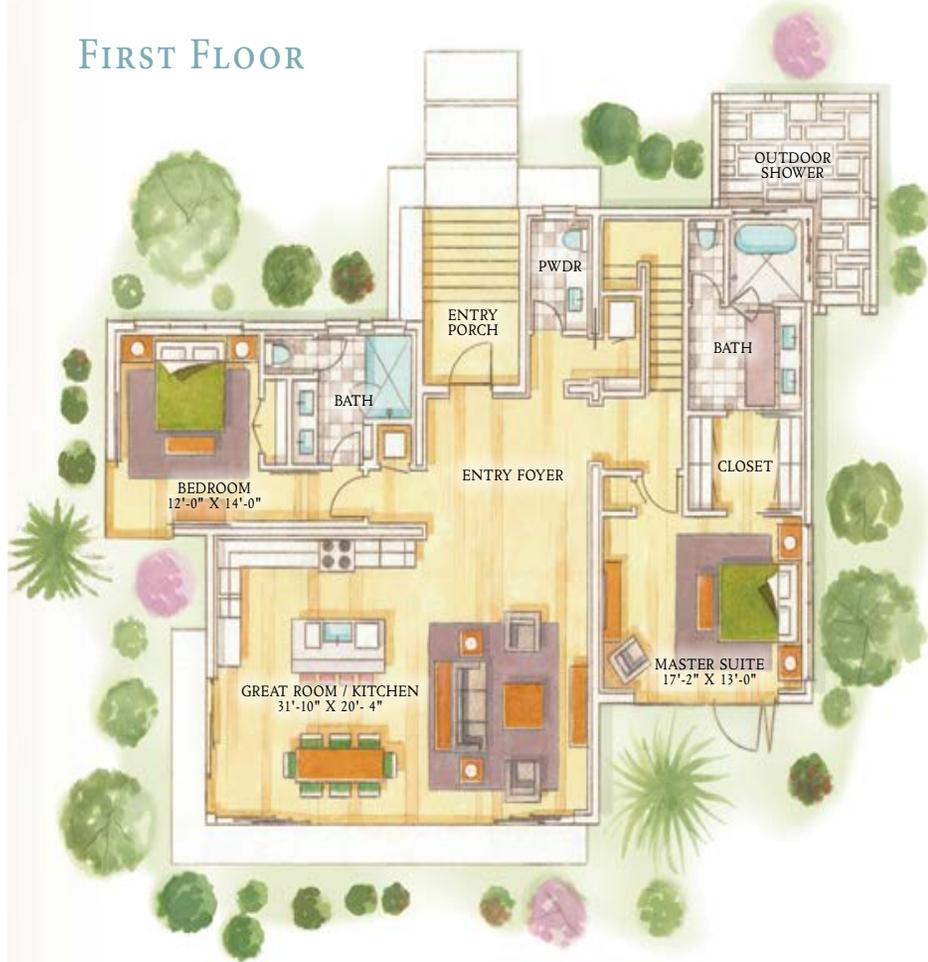 FIRST FLOOR
OUTDOOR
SHOWER
PWDR
ENTRY
PORCH
BATH
BATH
CLOSET
ENTRY FOYER
BEDROOM
12'-0" X 14'-0"
MASTER SUITE
17'-2" X 13'-0"
GREAT ROOM / KITCHEN
31'-10" X 20'- 4"